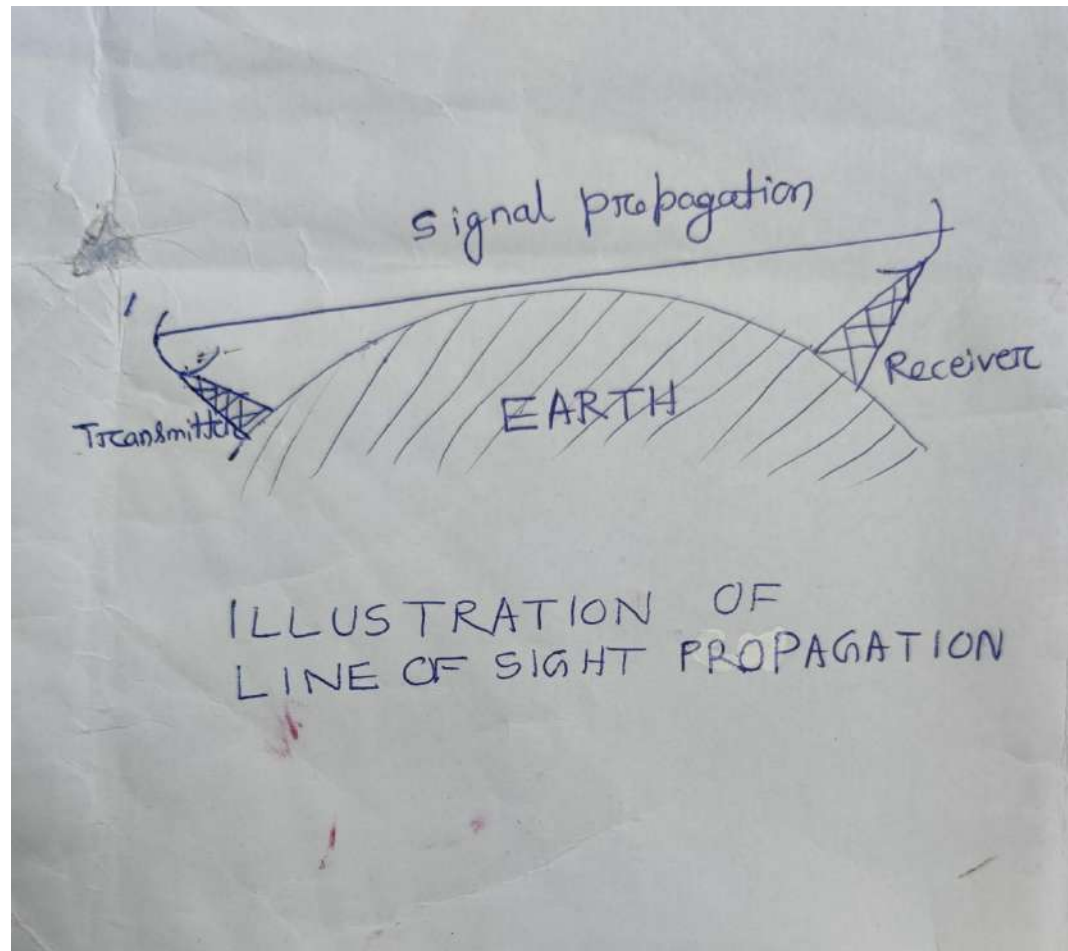 signal propagation
Transmitter
Receiver
EARTH
ILLUSTRATION OF
LINE OF SIGHT PROPAGATION